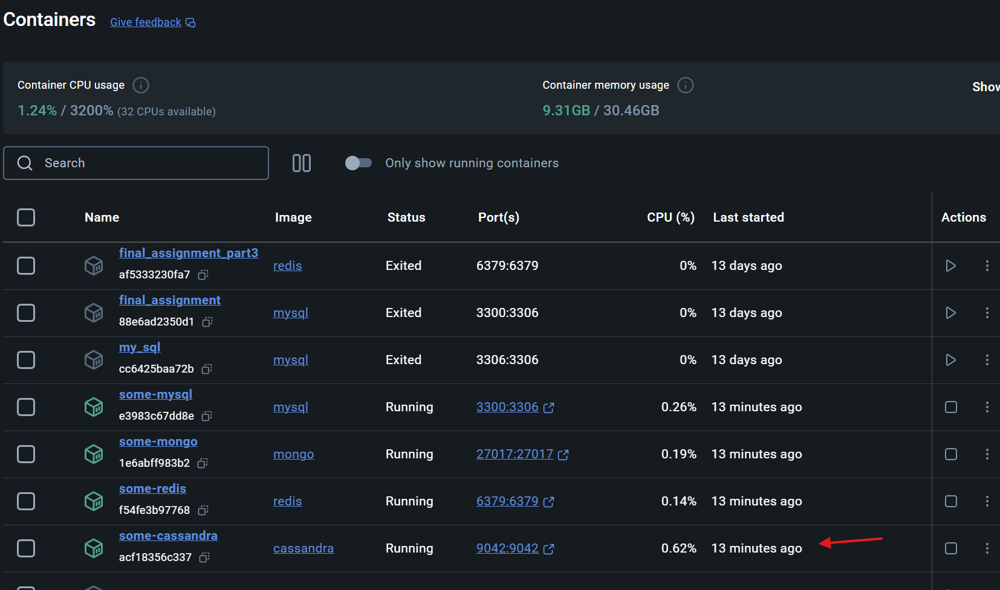 Containers Give feedback
Container CPU usage
1.24% / 3200% (32 CPUs available)
Container memory usage
9.31GB / 30.46GB
Show
Search
Only show running containers
Name Image Status Port(s) CPU (%) Last started Actions
final_assignment_part3
af5333230fa7
redis Exited 6379:6379 0% 13 days ago
final_assignment
88e6ad2350d1
mysql Exited 3300:3306 0% 13 days ago
my_sql
cc6425baa72b
mysql Exited 3306:3306 0% 13 days ago
some-mysql
e3983c67dd8e
mysql Running 3300:3306 0.26% 13 minutes ago
some-mongo
1e6abff983b2
mongo Running 27017:27017 0.19% 13 minutes ago
some-redis
f54fe3b97768
redis Running 6379:6379 0.14% 13 minutes ago
some-cassandra
acf18356c337
cassandra Running 9042:9042 0.62% 13 minutes ago